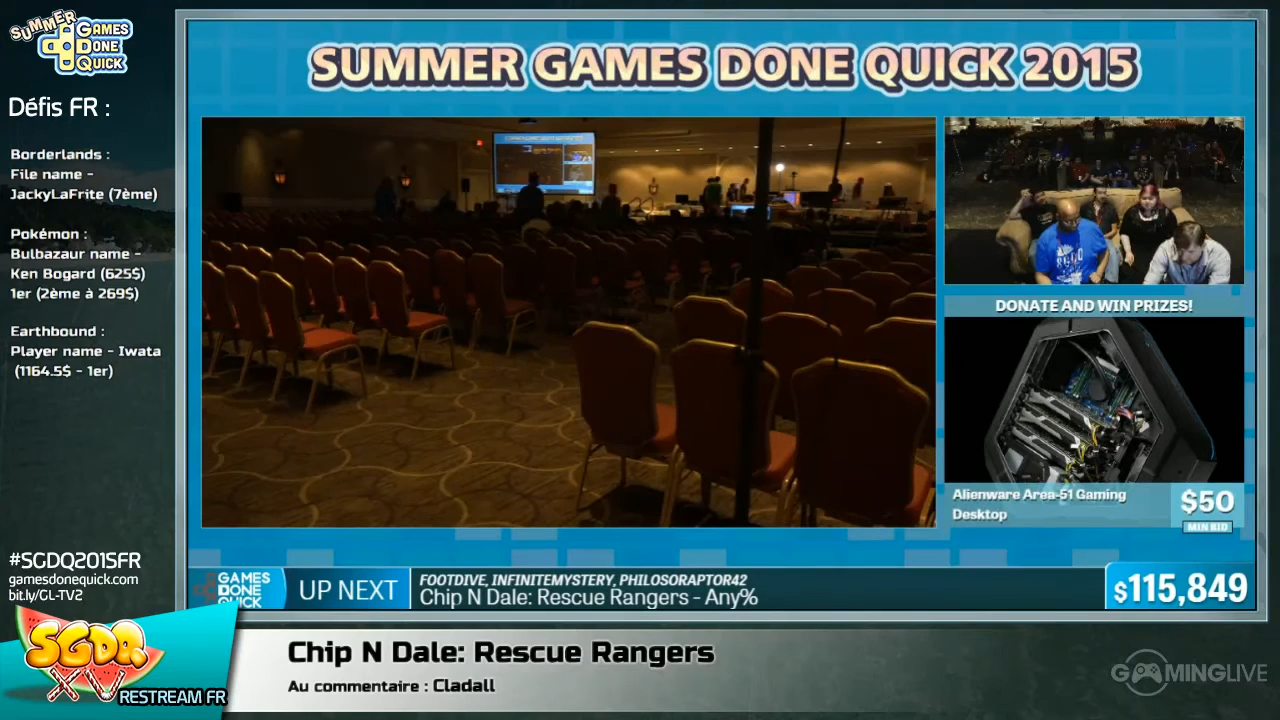 SUMMER
GAMES
DONE
QUICK
Défis FR :
Borderlands :
File name -
JackyLaFrite (7ème)
Pokémon :
Bulbazaur name -
Ken Bogard (625$)
1er (2ème à 269$)
Earthbound :
Player name - Iwata
(1164.5$ - 1er)
#SGDQ2015FR
gamesdonequick.com
bit.ly/GL-TV2
SUMMER GAMES DONE QUICK 2015
DONATE AND WIN PRIZES!
Alienware Area-51 Gaming
Desktop
$50
MIN BID
GAMES
DONE
QUICK
UP NEXT
FOOTDIVE, INFINITEMYSTERY, PHILOSORAPTOR42
Chip N Dale: Rescue Rangers - Any%
$115,849
SGDQ
XV
RESTREAM FR
Chip N Dale: Rescue Rangers
Au commentaire : Cladall
GAMINGLIVE